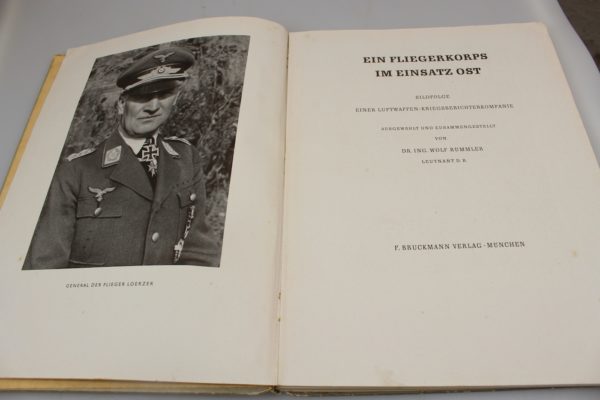 GENERAL DER FLIEGER LOERZER
EIN FLIEGERKORPS
IM EINSATZ OST
BILDFOLGE
EINER LUFTWAFFEN-KRIEGSBERICHTERKOMPANIE
AUSGEWÄHLT UND ZUSAMMENGESTELLT
VON
DR. ING. WOLF RUMMLER
LEUTNANT D. R.
F. BRUCKMANN VERLAG · MÜNCHEN